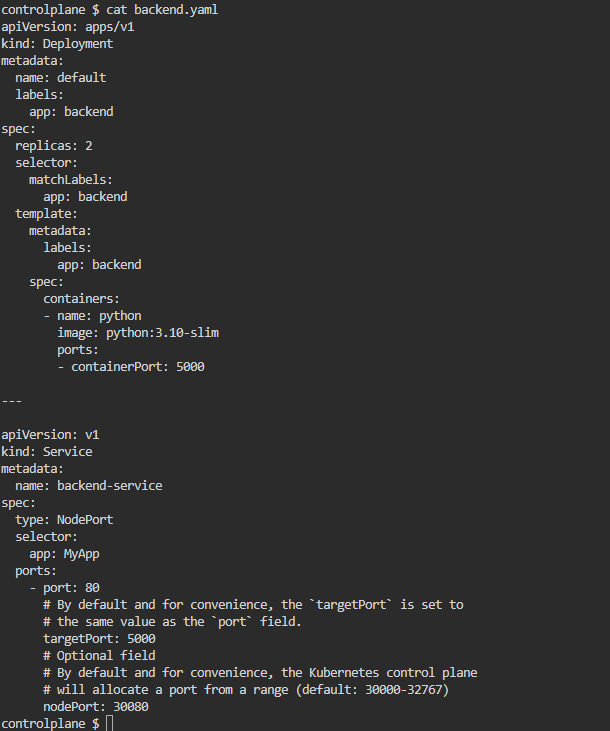 controlplane $ cat backend.yaml
apiVersion: apps/v1
kind: Deployment
metadata:
  name: default
  labels:
    app: backend
spec:
  replicas: 2
  selector:
    matchLabels:
      app: backend
  template:
    metadata:
      labels:
        app: backend
    spec:
      containers:
      - name: python
        image: python:3.10-slim
        ports:
        - containerPort: 5000

---

apiVersion: v1
kind: Service
metadata:
  name: backend-service
spec:
  type: NodePort
  selector:
    app: MyApp
  ports:
    - port: 80
      # By default and for convenience, the `targetPort` is set to
      # the same value as the `port` field.
      targetPort: 5000
      # Optional field
      # By default and for convenience, the Kubernetes control plane
      # will allocate a port from a range (default: 30000-32767)
      nodePort: 30080
controlplane $